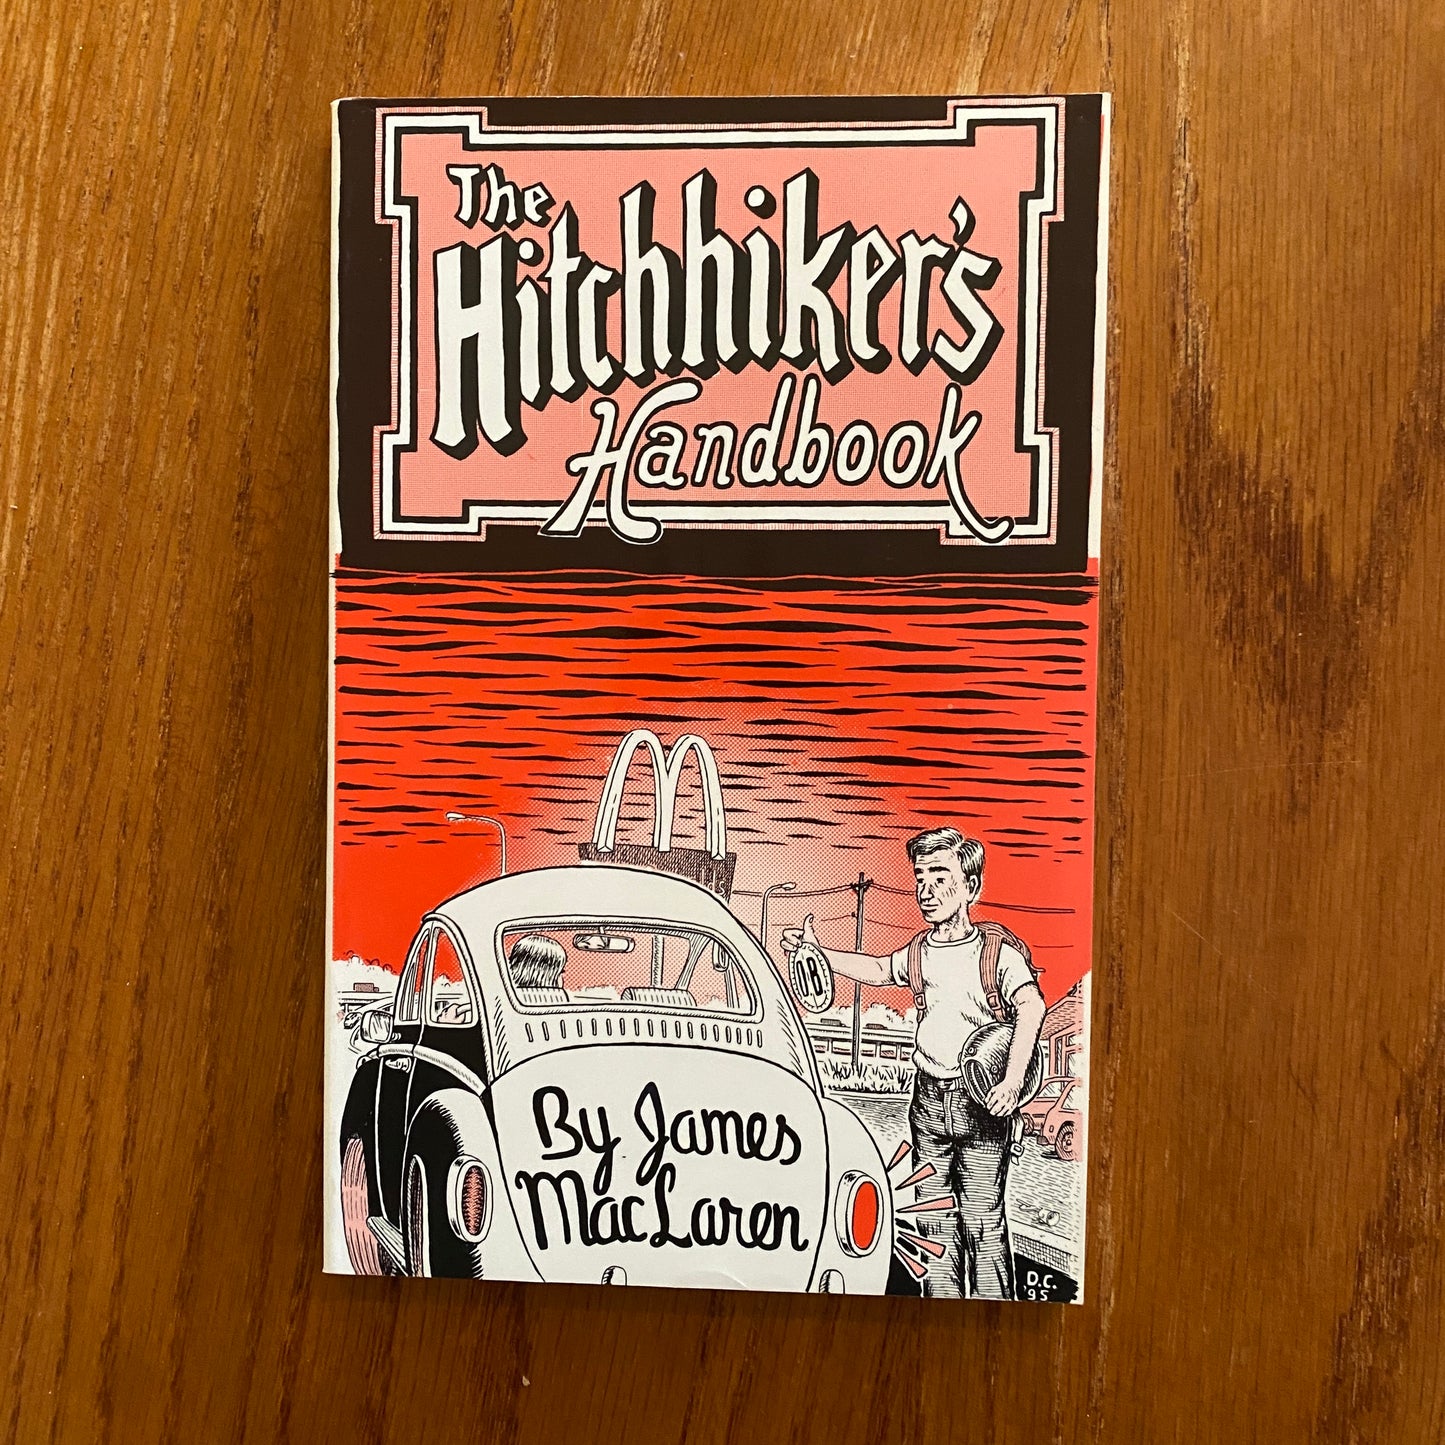 The
Hitchhiker's
Handbook
O.B.
By James
MacLaren
D.C.
'95